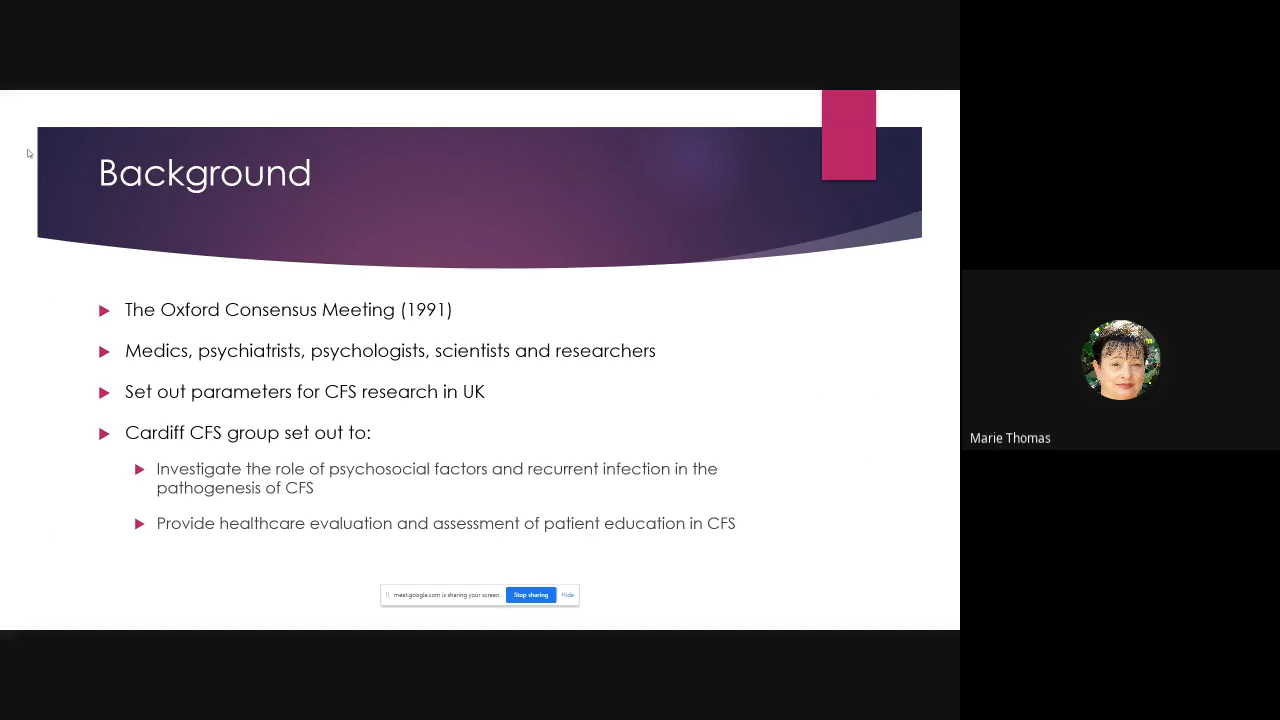 Background
The Oxford Consensus Meeting (1991)
Medics, psychiatrists, psychologists, scientists and researchers
Set out parameters for CFS research in UK
Cardiff CFS group set out to:
Investigate the role of psychosocial factors and recurrent infection in the
pathogenesis of CFS
Provide healthcare evaluation and assessment of patient education in CFS
meet.google.com is sharing your screen. Stop sharing Hide
Marie Thomas